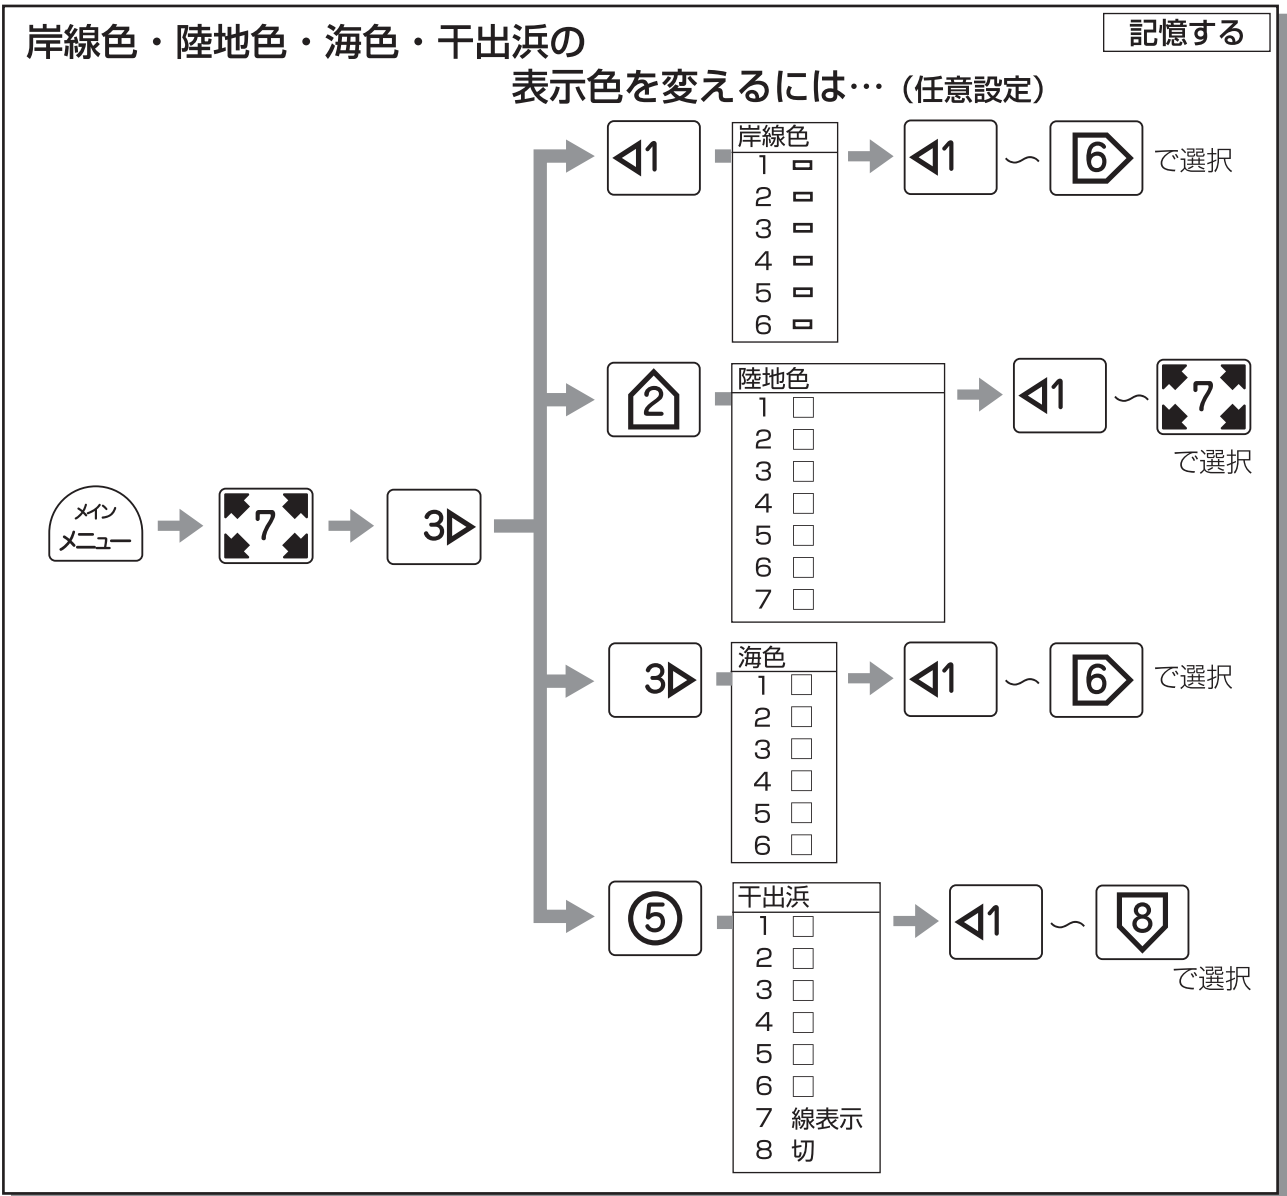 岸線色・陸地色・海色・干出浜の
記憶する
表示色を変えるには…（任意設定）
メイン
メニュー
7
3
1
岸線色
1
2
3
4
5
6
1 ～ 6 で選択
2
陸地色
1
2
3
4
5
6
7
1 ～ 7
で選択
3
海色
1
2
3
4
5
6
1 ～ 6 で選択
5
干出浜
1
2
3
4
5
6
7 線表示
8 切
1 ～ 8
で選択